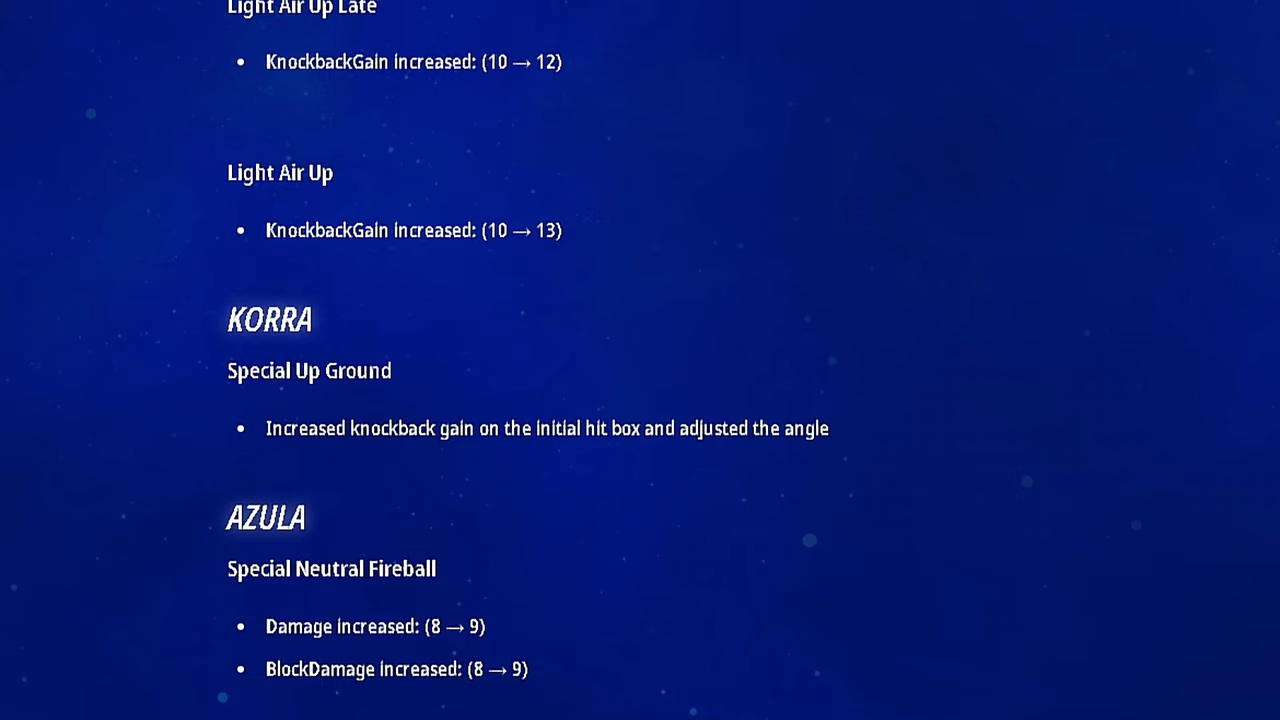 Light Air Up Late
• KnockbackGain increased: (10 → 12)
Light Air Up
• KnockbackGain increased: (10 → 13)
KORRA
Special Up Ground
• Increased knockback gain on the initial hit box and adjusted the angle
AZULA
Special Neutral Fireball
• Damage increased: (8 → 9)
• BlockDamage increased: (8 → 9)